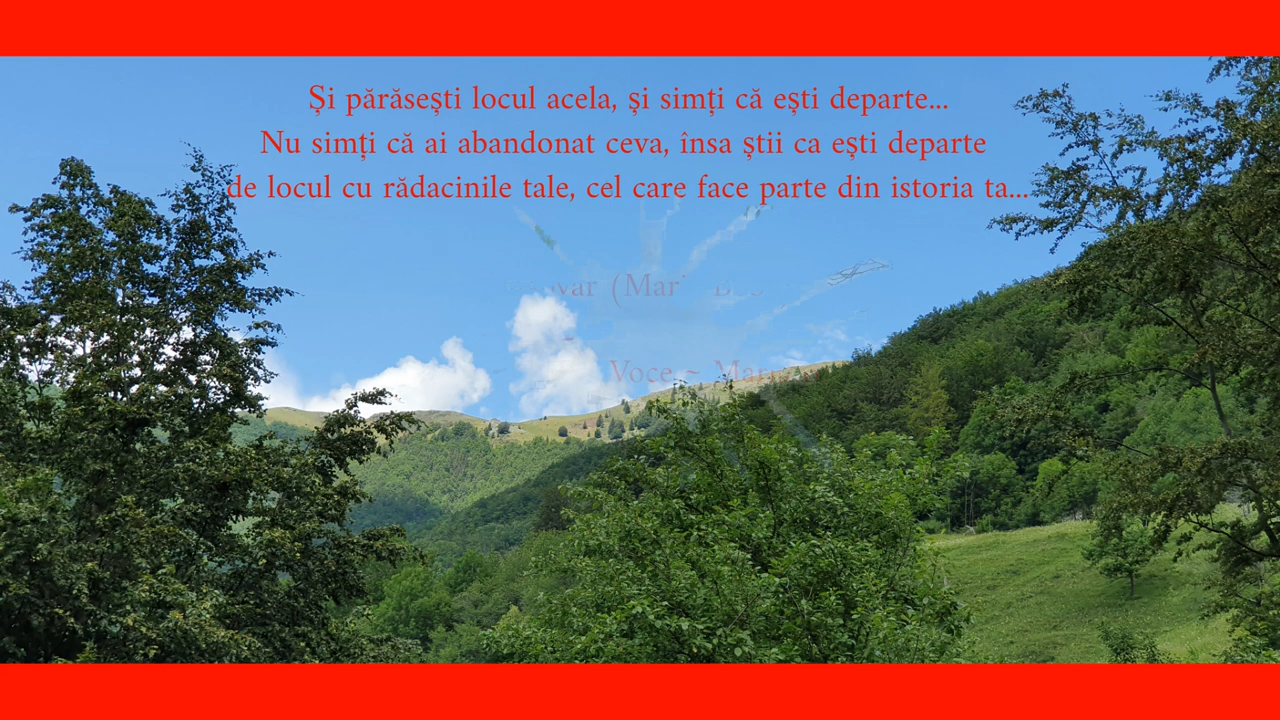 Și părăsești locul acela, și simți că ești departe...
Nu simți că ai abandonat ceva, însa știi ca ești departe
de locul cu rădacinile tale, cel care face parte din istoria ta...
Voce ~